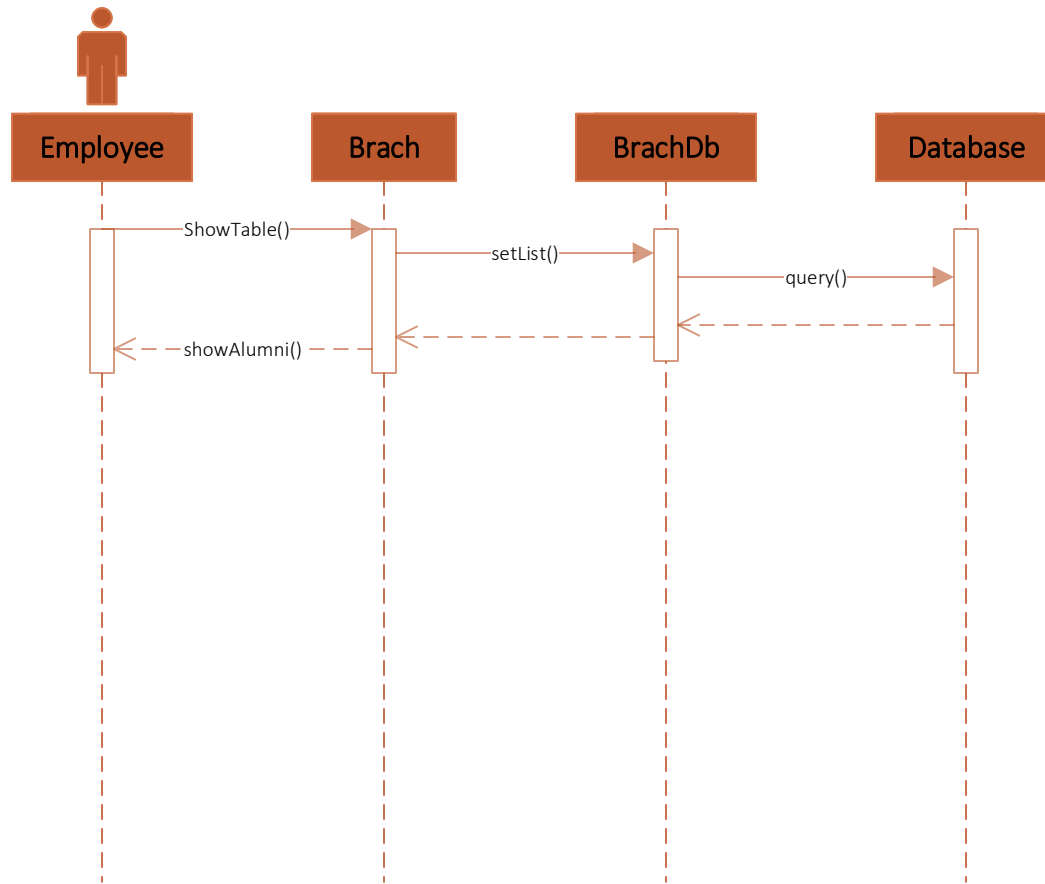 Employee
Brach
BrachDb
Database
ShowTable()
setList()
query()
showAlumni()